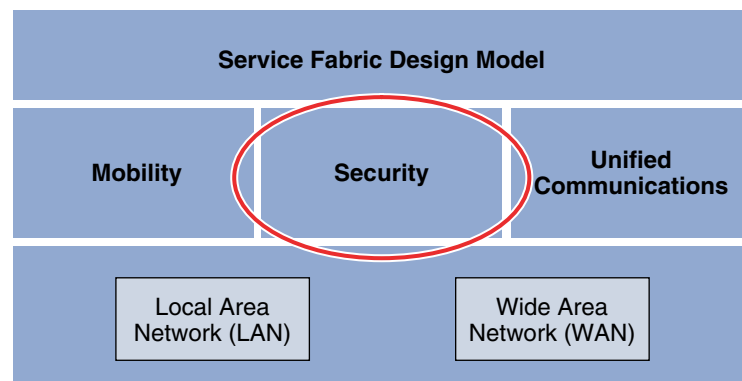 Service Fabric Design Model
Mobility
Security
Unified
Communications
Local Area
Network (LAN)
Wide Area
Network (WAN)